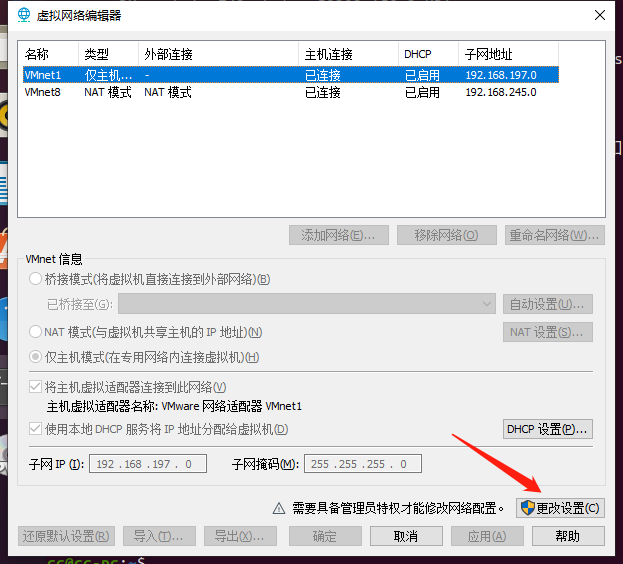 虚拟网络编辑器
名称 类型 外部连接 主机连接 DHCP 子网地址
VMnet1 仅主机... - 已连接 已启用 192.168.197.0
VMnet8 NAT 模式 NAT 模式 已连接 已启用 192.168.245.0
添加网络(E)... 移除网络(O) 重命名网络(W)...
VMnet 信息
桥接模式(将虚拟机直接连接到外部网络)(B)
已桥接至(G): 自动设置(U)...
NAT 模式(与虚拟机共享主机的 IP 地址)(N) NAT 设置(S)...
仅主机模式(在专用网络内连接虚拟机)(H)
将主机虚拟适配器连接到此网络(V)
主机虚拟适配器名称: VMware 网络适配器 VMnet1
使用本地 DHCP 服务将 IP 地址分配给虚拟机(D) DHCP 设置(P)...
子网 IP (I): 192 . 168 . 197 . 0 子网掩码(M): 255 . 255 . 255 . 0
需要具备管理员特权才能修改网络配置。 更改设置(C)
还原默认设置(R) 导入(T)... 导出(X)... 确定 取消 应用(A) 帮助